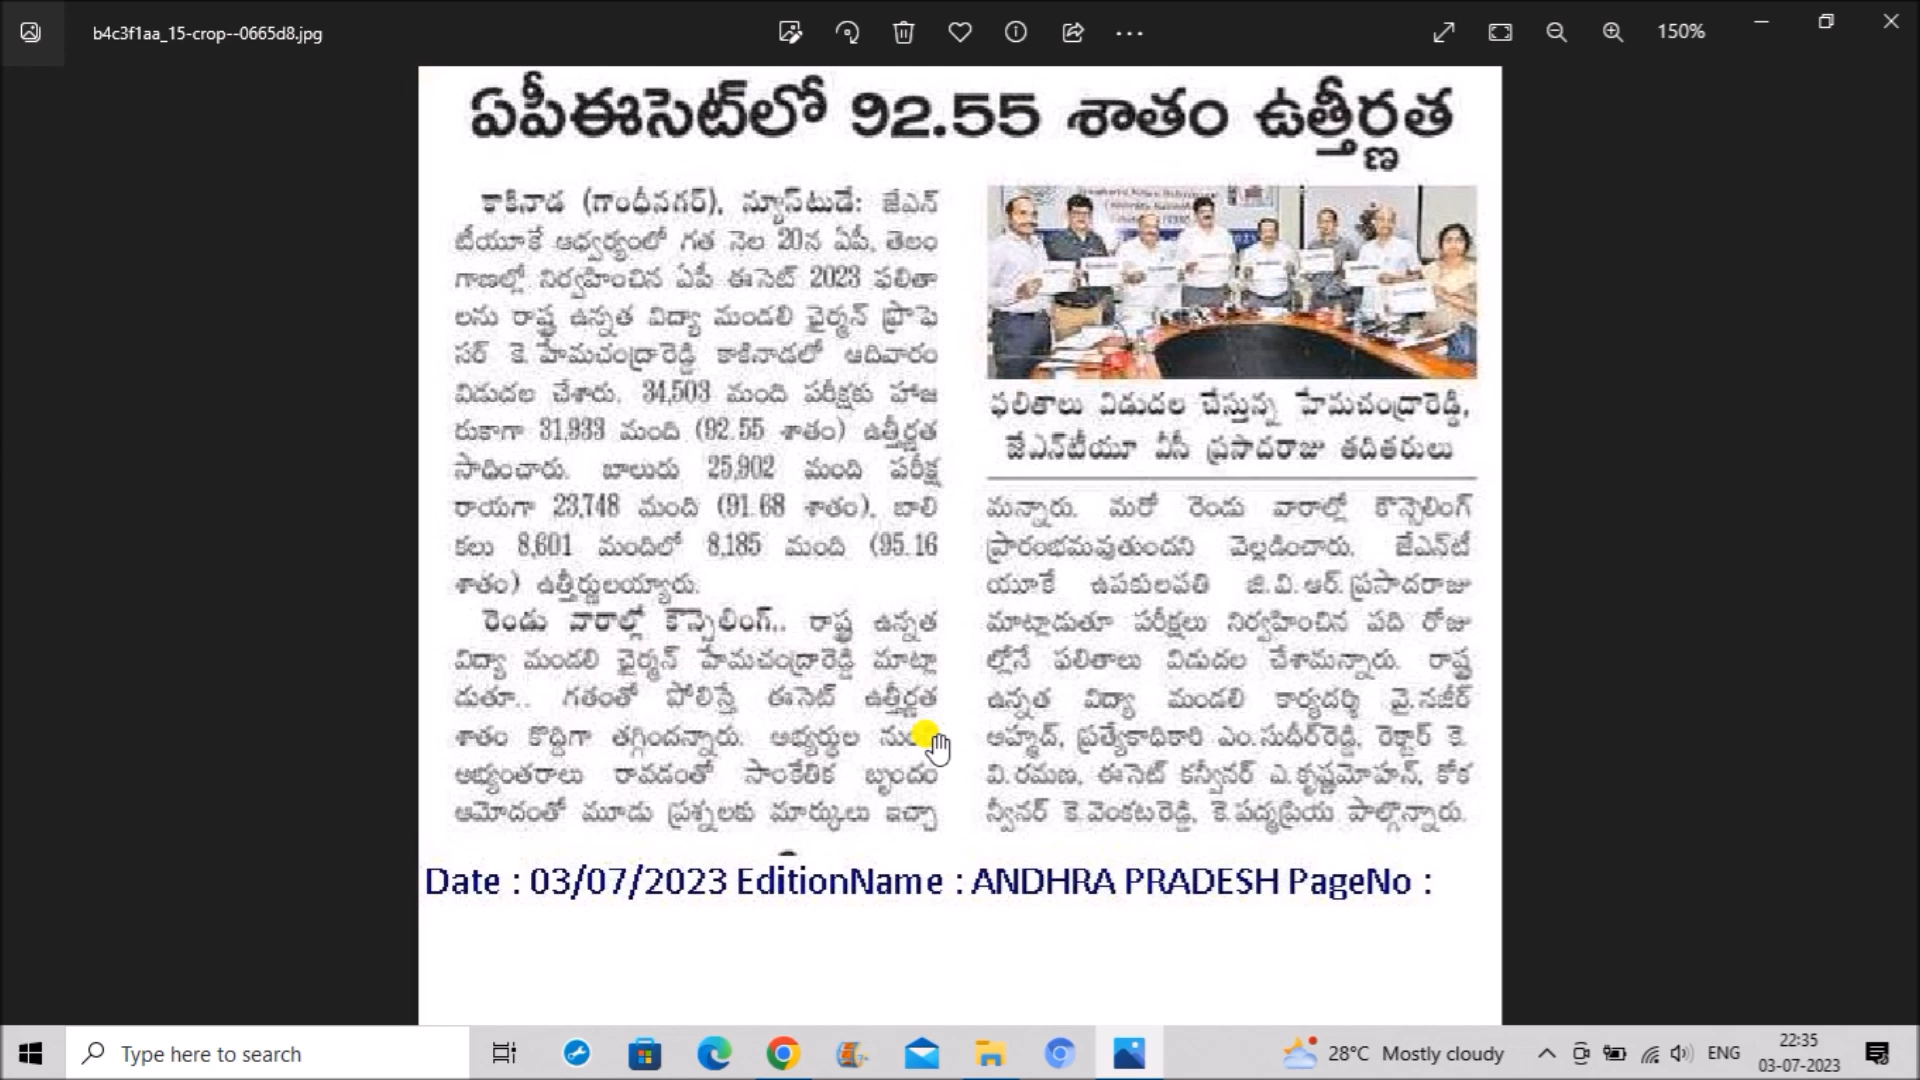 b4c3f1aa_15-crop--0665d8.jpg
150%
ఏపీఈసెట్‌లో 92.55 శాతం ఉత్తీర్ణత
కాకినాడ (గాంధీనగర్), న్యూస్‌టుడే: జేఎన్
టీయూకే ఆధ్వర్యంలో గత నెల 20న ఏపీ, తెలం
గాణల్లో నిర్వహించిన ఏపీ ఈసెట్ 2023 ఫలితా
లను రాష్ట్ర ఉన్నత విద్యా మండలి ఛైర్మన్ ప్రొఫె
సర్ కె.హేమచంద్రారెడ్డి కాకినాడలో ఆదివారం
విడుదల చేశారు. 34,503 మంది పరీక్షకు హాజ
రుకాగా 31,933 మంది (92.55 శాతం) ఉత్తీర్ణత
సాధించారు. బాలురు 25,902 మంది పరీక్ష
రాయగా 23,748 మంది (91.68 శాతం), బాలి
కలు 8,601 మందిలో 8,185 మంది (95.16
శాతం) ఉత్తీర్ణులయ్యారు.
రెండు వారాల్లో కౌన్సెలింగ్.. రాష్ట్ర ఉన్నత
విద్యా మండలి ఛైర్మన్ హేమచంద్రారెడ్డి మాట్లా
డుతూ.. గతంతో పోలిస్తే ఈసెట్ ఉత్తీర్ణత
శాతం కొద్దిగా తగ్గిందన్నారు. అభ్యర్థుల
అభ్యంతరాలు రావడంతో సాంకేతిక బృందం
ఆమోదంతో మూడు ప్రశ్నలకు మార్కులు ఇచ్చా
ఫలితాలు విడుదల చేస్తున్న హేమచంద్రారెడ్డి,
జేఎన్‌టీయూ వీసీ ప్రసాదరాజు తదితరులు
మన్నారు. మరో రెండు వారాల్లో కౌన్సెలింగ్
ప్రారంభమవుతుందని వెల్లడించారు. జేఎన్‌టీ
యూకే ఉపకులపతి జి.వి.ఆర్.ప్రసాదరాజు
మాట్లాడుతూ పరీక్షలు నిర్వహించిన పది రోజు
ల్లోనే ఫలితాలు విడుదల చేశామన్నారు. రాష్ట్ర
ఉన్నత విద్యా మండలి కార్యదర్శి వై.నజీర్
అహ్మద్, ప్రత్యేకాధికారి ఎం.సుధీర్‌రెడ్డి, రెక్టార్ కె.
వి.రమణ, ఈసెట్ కన్వీనర్ ఎ.కృష్ణమోహన్, కోక
న్వీనర్ కె.వెంకటరెడ్డి, కె.పద్మప్రియ పాల్గొన్నారు.
Date : 03/07/2023 EditionName : ANDHRA PRADESH PageNo :
Type here to search
28°C Mostly cloudy
ENG
22:35
03-07-2023